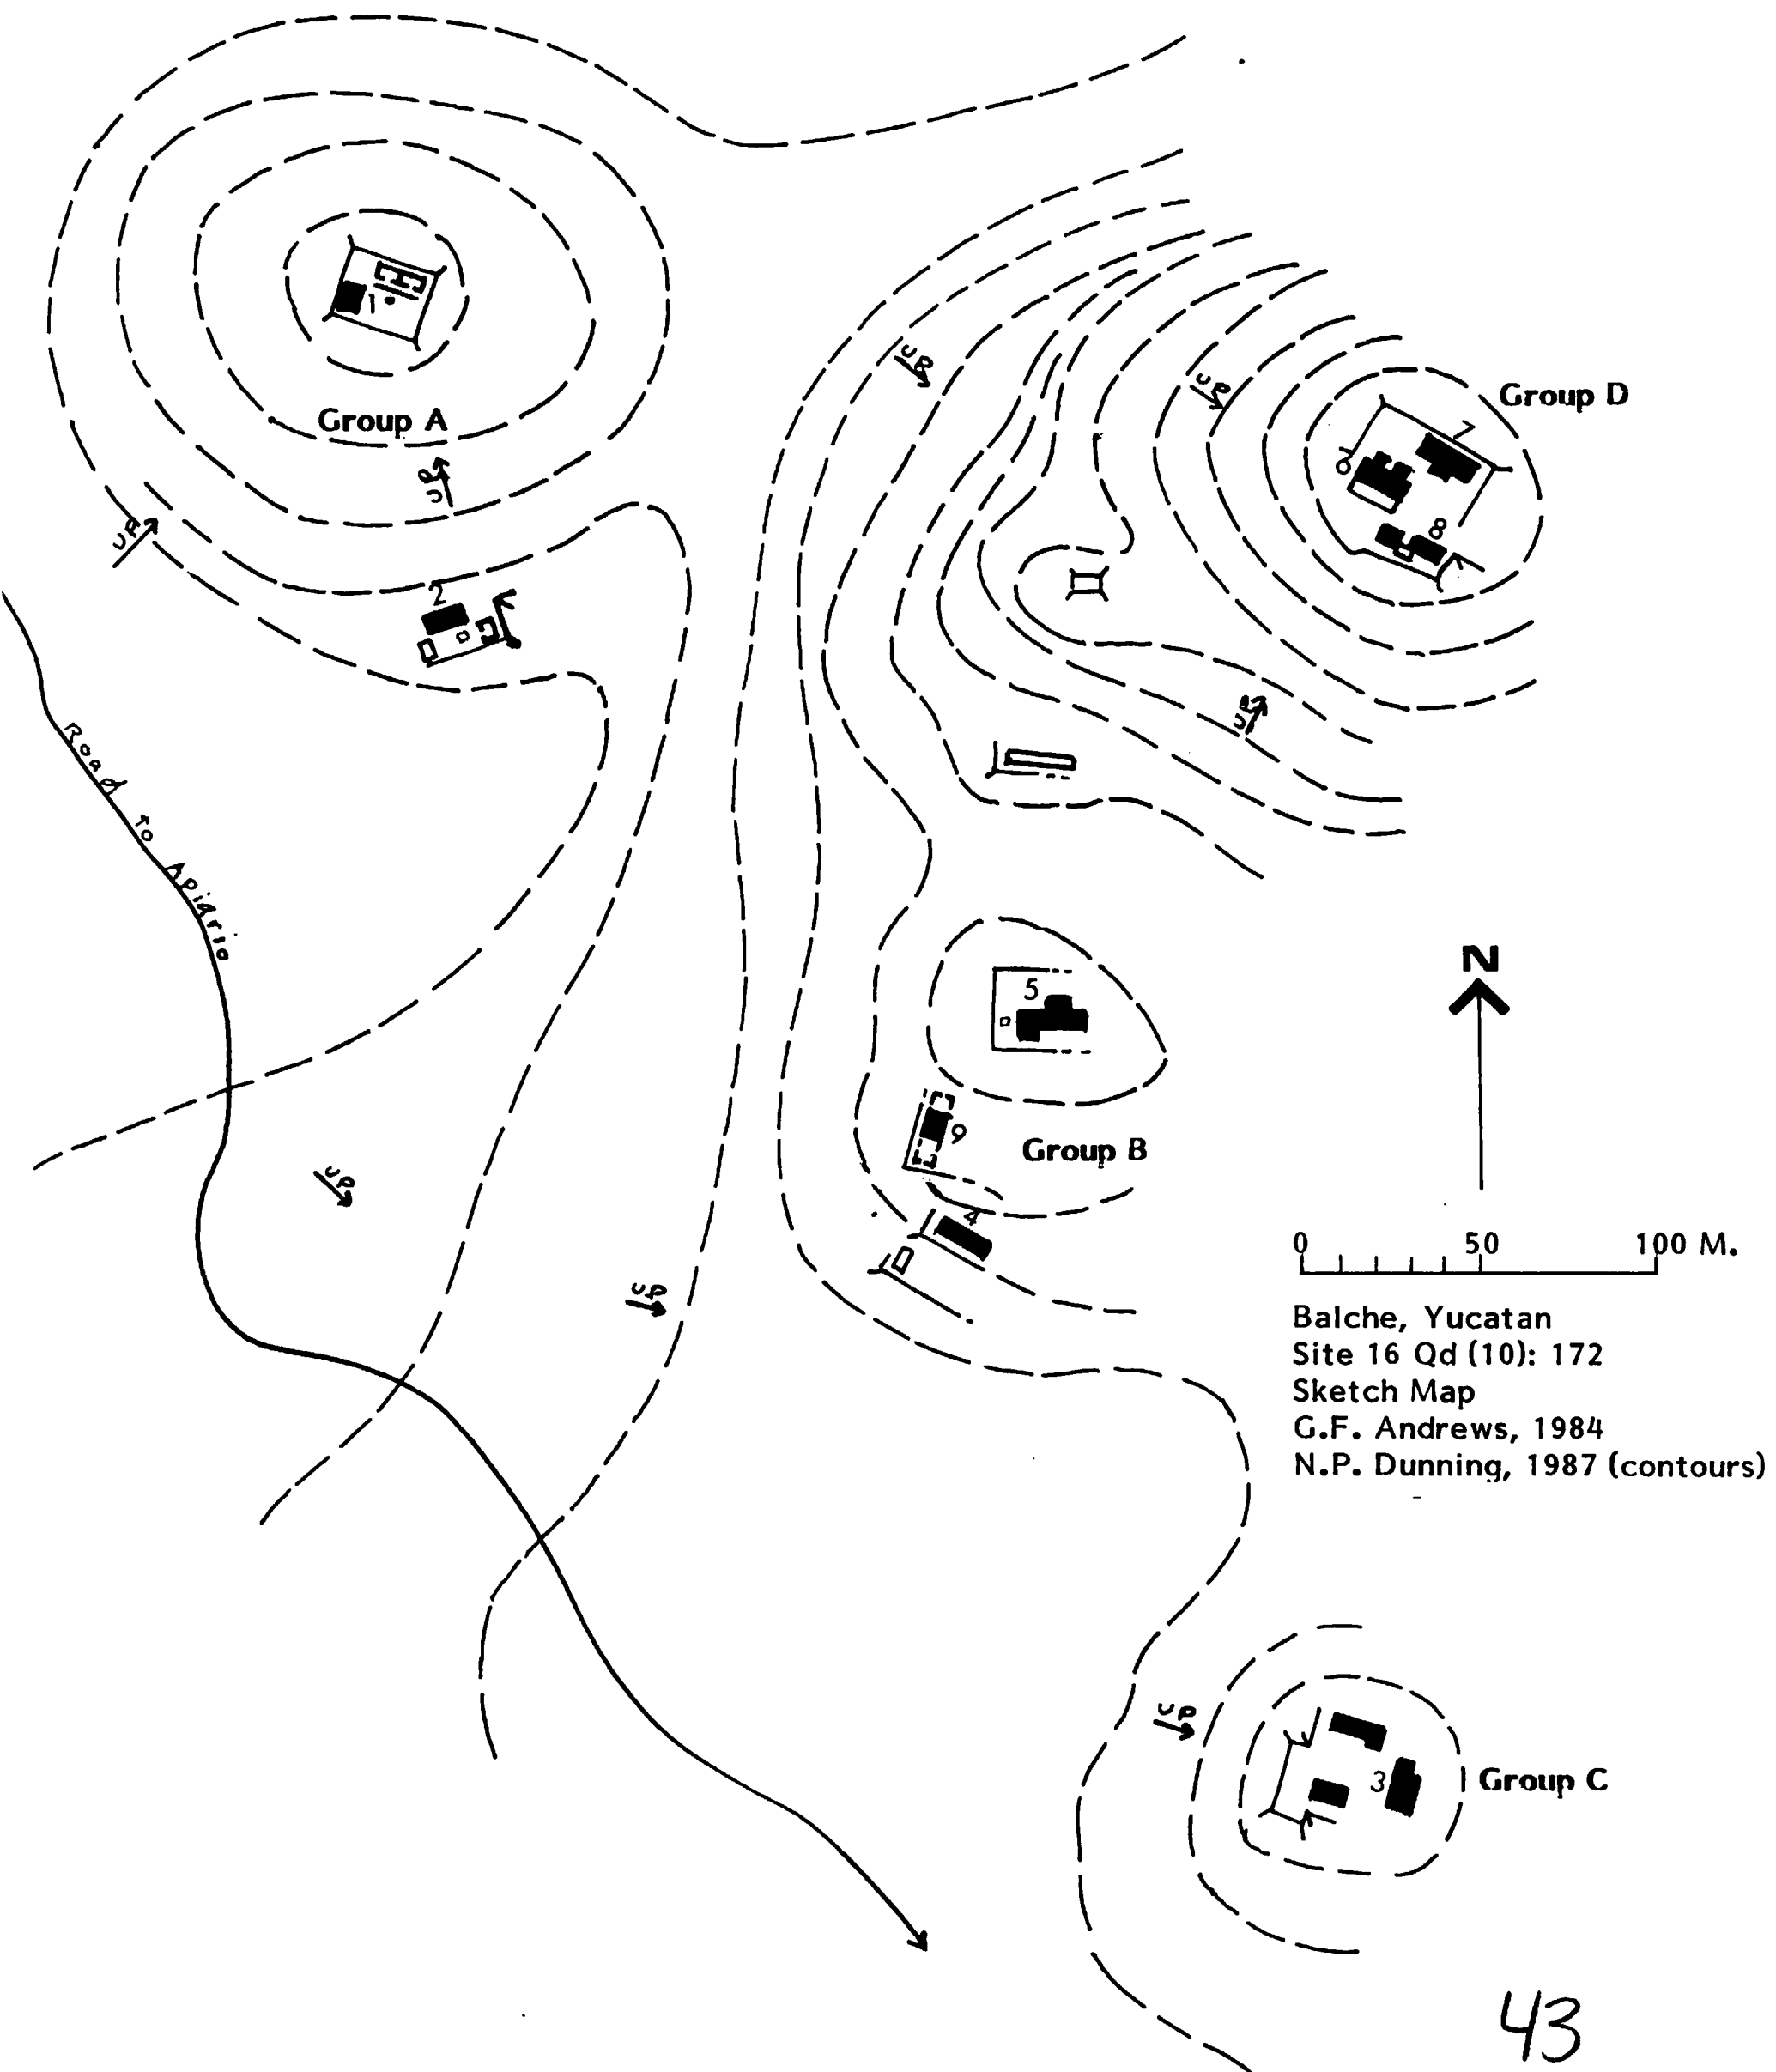 Group A
1
up
up
2
Road to Apiario
up
up
up
up
Group D
7
6
8
up
5
9
Group B
4
N
0 50 100 M.
Balche, Yucatan
Site 16 Qd (10): 172
Sketch Map
G.F. Andrews, 1984
N.P. Dunning, 1987 (contours)
up
3
Group C
43